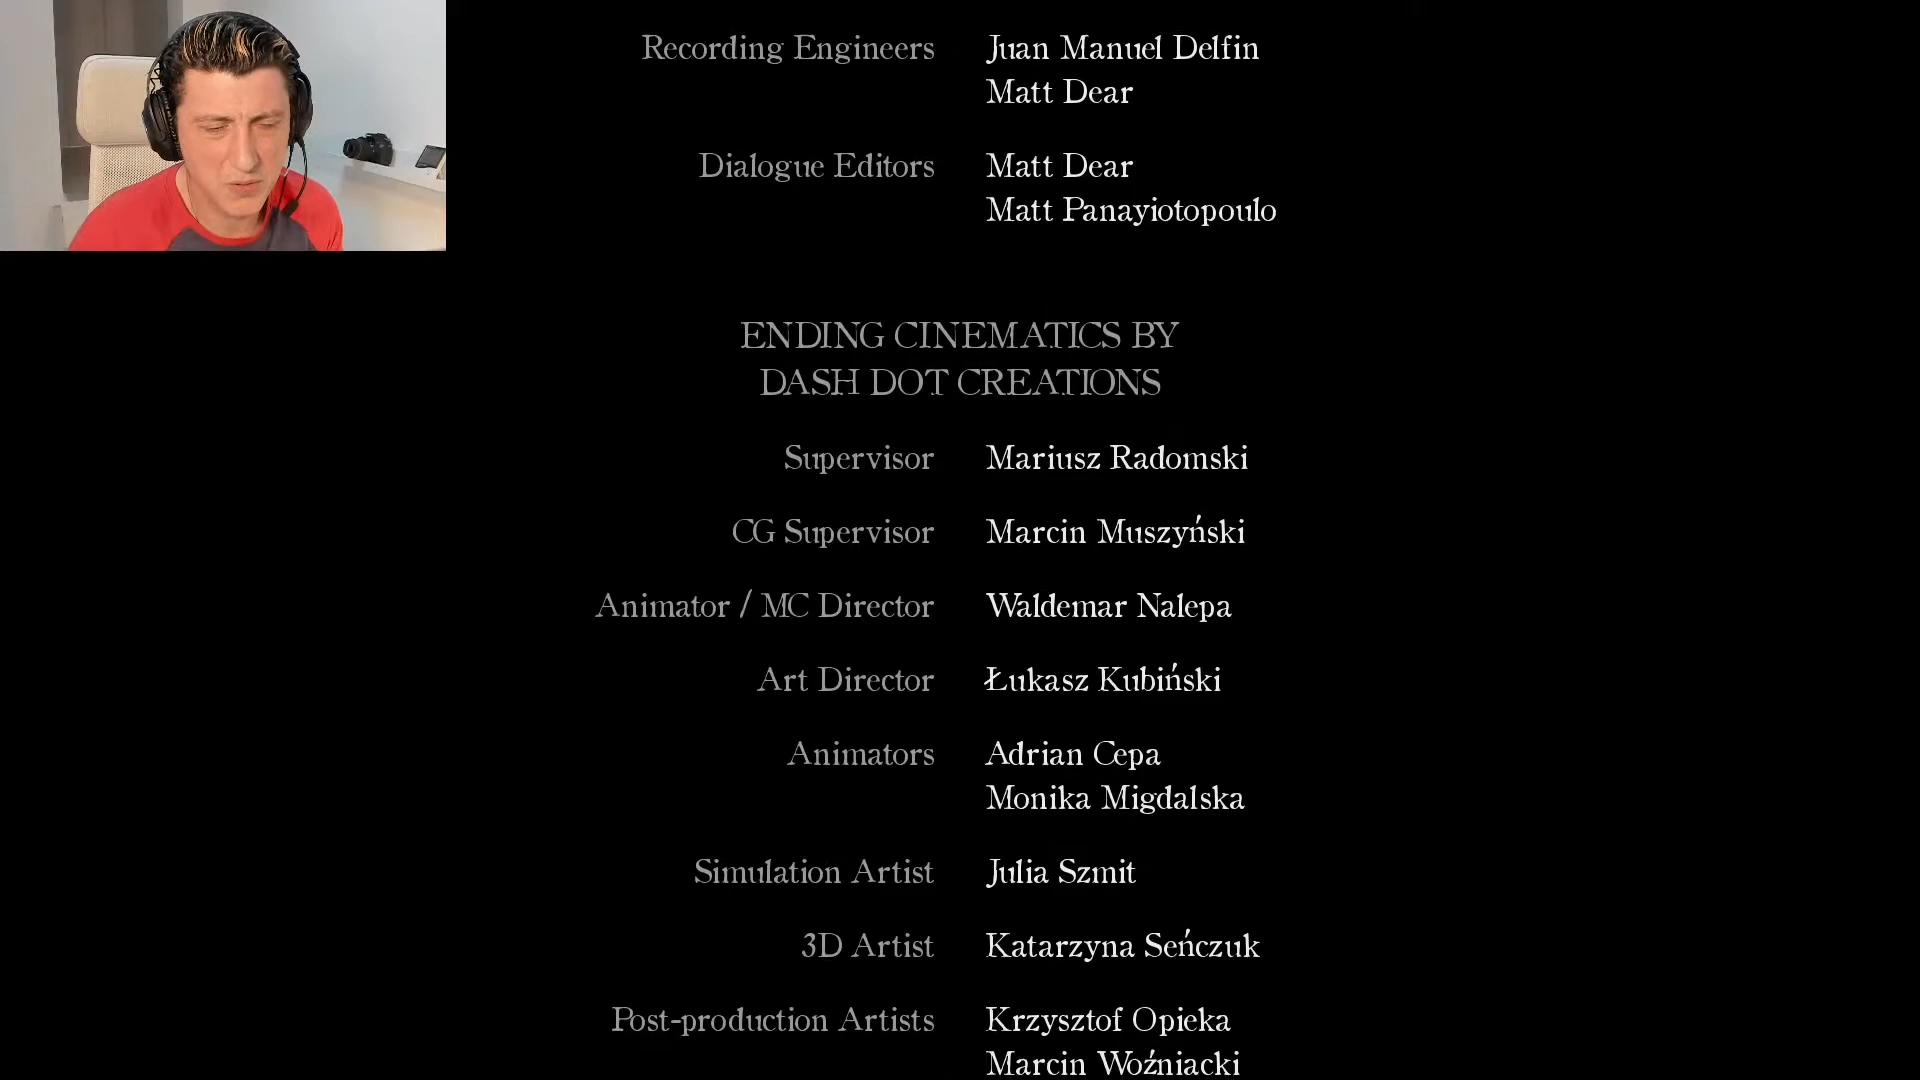 Recording Engineers Juan Manuel Delfin
Matt Dear
Dialogue Editors Matt Dear
Matt Panayiotopoulo
ENDING CINEMATICS BY
DASH DOT CREATIONS
Supervisor Mariusz Radomski
CG Supervisor Marcin Muszyński
Animator / MC Director Waldemar Nalepa
Art Director Łukasz Kubiński
Animators Adrian Cepa
Monika Migdalska
Simulation Artist Julia Szmit
3D Artist Katarzyna Seńczuk
Post-production Artists Krzysztof Opieka
Marcin Woźniacki